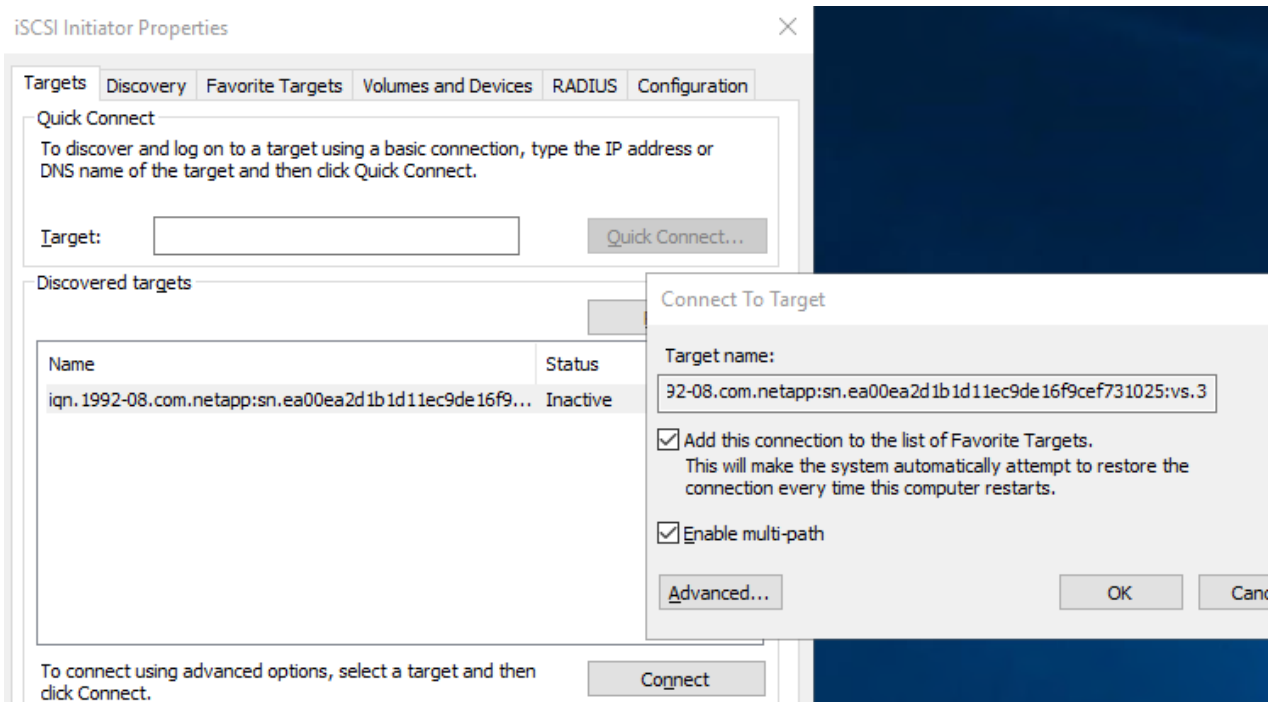 iSCSI Initiator Properties
Targets Discovery Favorite Targets Volumes and Devices RADIUS Configuration
Quick Connect
To discover and log on to a target using a basic connection, type the IP address or
DNS name of the target and then click Quick Connect.
Target:
Quick Connect...
Discovered targets
Name Status
iqn.1992-08.com.netapp:sn.ea00ea2d1b1d11ec9de16f9... Inactive
To connect using advanced options, select a target and then
click Connect.
Connect
Connect To Target
Target name:
92-08.com.netapp:sn.ea00ea2d1b1d11ec9de16f9cef731025:vs.3
Add this connection to the list of Favorite Targets.
This will make the system automatically attempt to restore the
connection every time this computer restarts.
Enable multi-path
Advanced... OK